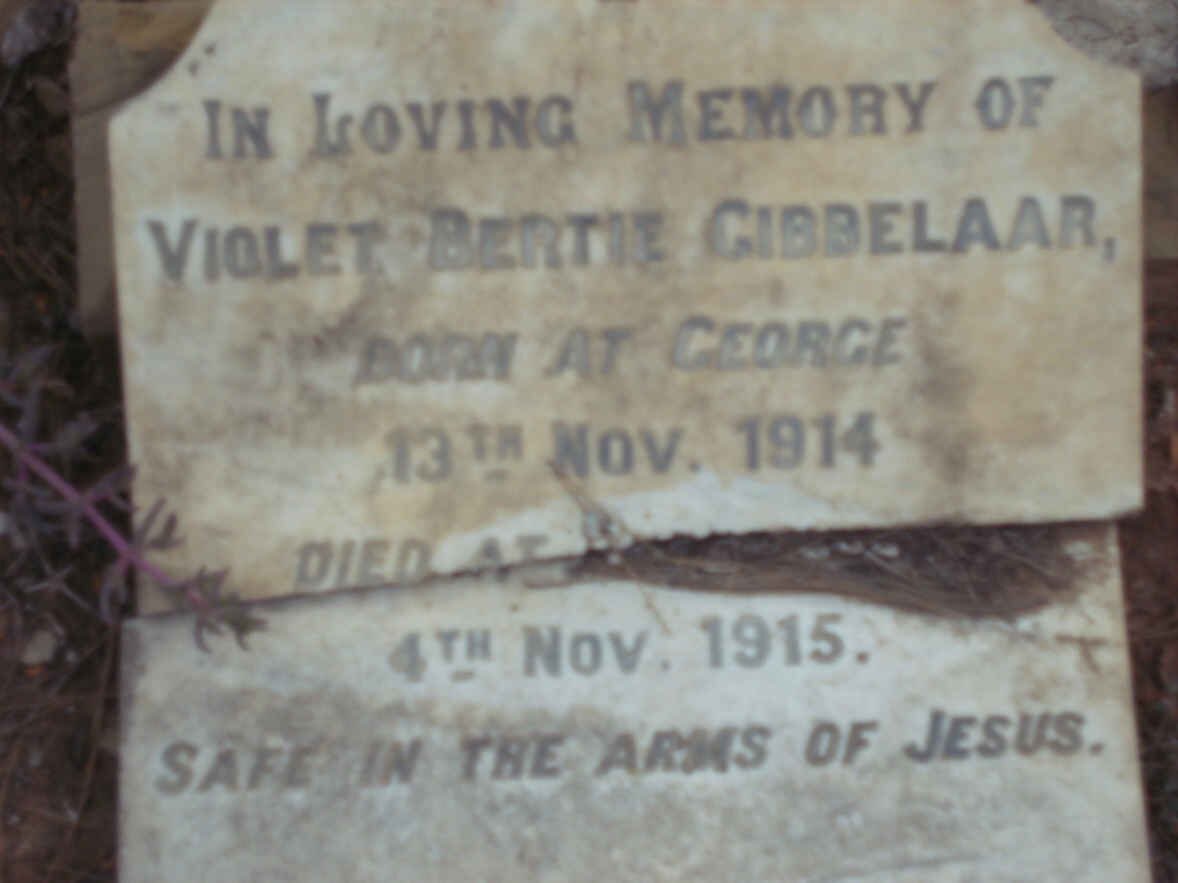 IN LOVING MEMORY OF
VIOLET BERTIE GIBBELAAR,
BORN AT GEORGE
13TH NOV. 1914
DIED AT
4TH NOV. 1915.
SAFE IN THE ARMS OF JESUS.